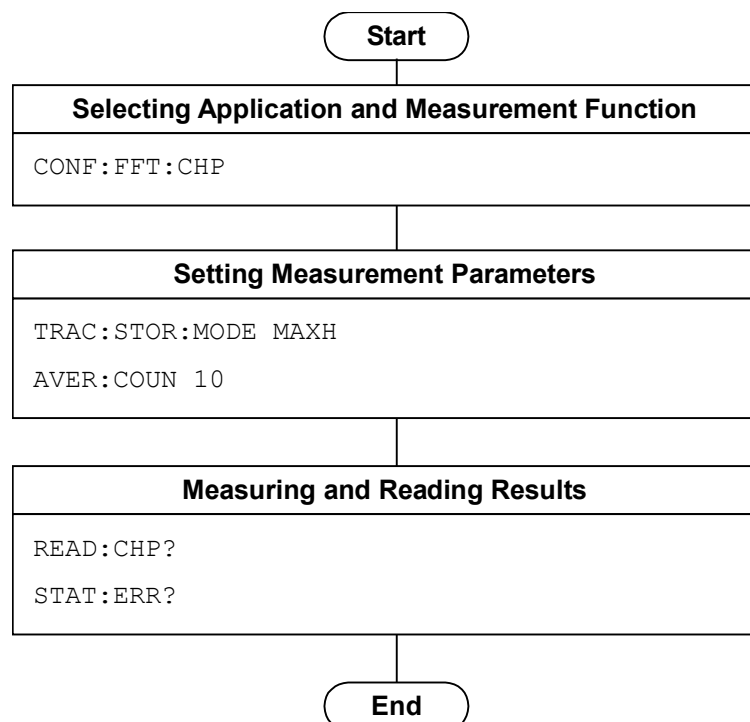 Start
Selecting Application and Measurement Function
CONF:FFT:CHP
Setting Measurement Parameters
TRAC:STOR:MODE MAXH
AVER:COUN 10
Measuring and Reading Results
READ:CHP?
STAT:ERR?
End